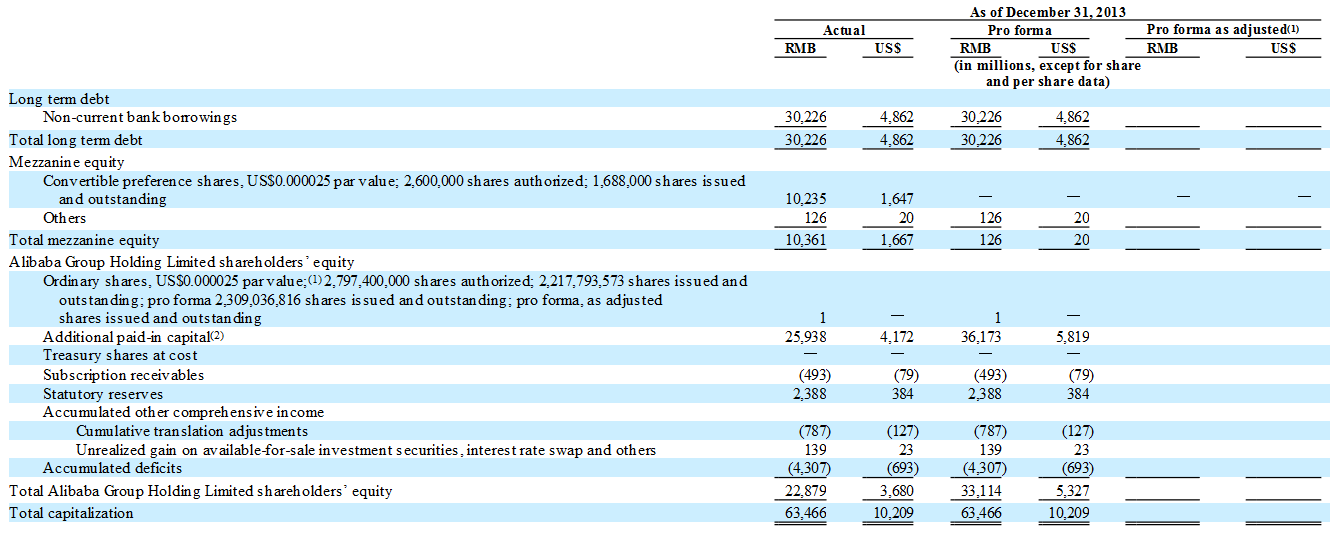 As of December 31, 2013
Actual Pro forma Pro forma as adjusted(1)
RMB US$ RMB US$ RMB US$
(in millions, except for share
and per share data)
Long term debt
Non-current bank borrowings 30,226 4,862 30,226 4,862
Total long term debt 30,226 4,862 30,226 4,862
Mezzanine equity
Convertible preference shares, US$0.000025 par value; 2,600,000 shares authorized; 1,688,000 shares issued
and outstanding 10,235 1,647 — — — —
Others 126 20 126 20
Total mezzanine equity 10,361 1,667 126 20
Alibaba Group Holding Limited shareholders’ equity
Ordinary shares, US$0.000025 par value;(1) 2,797,400,000 shares authorized; 2,217,793,573 shares issued and
outstanding; pro forma 2,309,036,816 shares issued and outstanding; pro forma, as adjusted
shares issued and outstanding 1 — 1 —
Additional paid-in capital(2) 25,938 4,172 36,173 5,819
Treasury shares at cost — — — —
Subscription receivables (493) (79) (493) (79)
Statutory reserves 2,388 384 2,388 384
Accumulated other comprehensive income
Cumulative translation adjustments (787) (127) (787) (127)
Unrealized gain on available-for-sale investment securities, interest rate swap and others 139 23 139 23
Accumulated deficits (4,307) (693) (4,307) (693)
Total Alibaba Group Holding Limited shareholders’ equity 22,879 3,680 33,114 5,327
Total capitalization 63,466 10,209 63,466 10,209